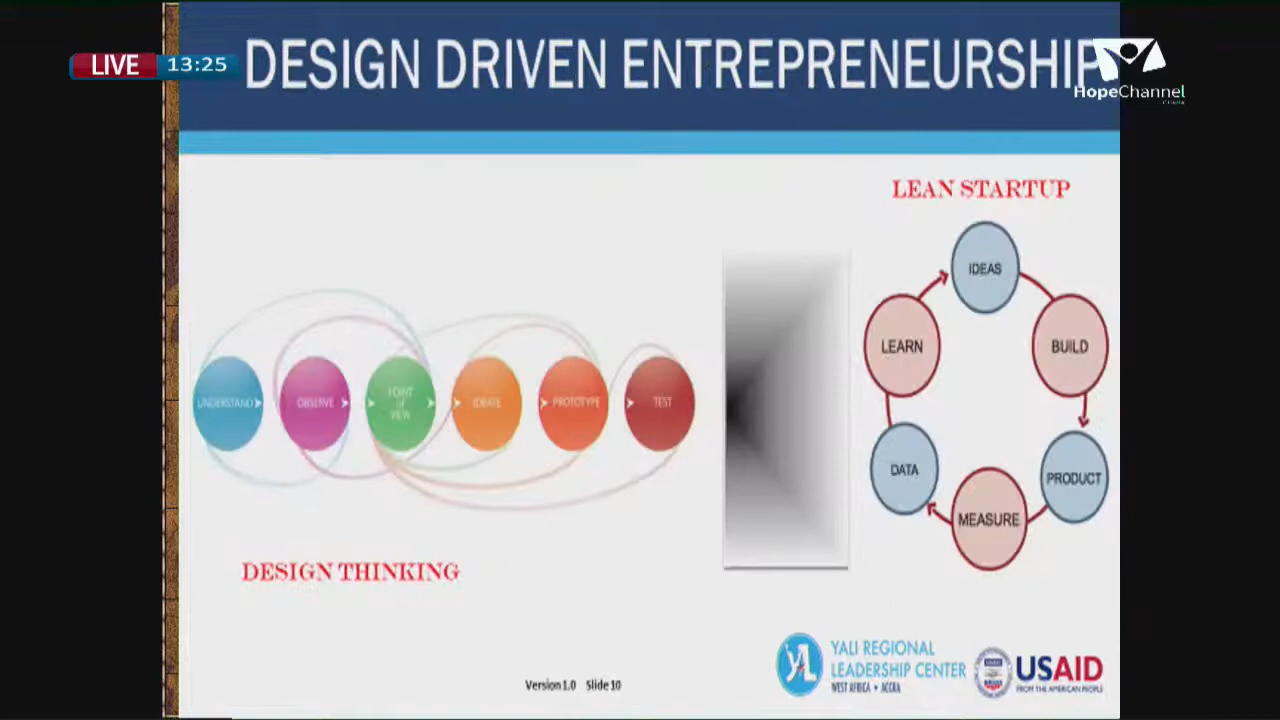 LIVE 13:25
DESIGN DRIVEN ENTREPRENEURSHIP
HopeChannel
LEAN STARTUP
IDEAS
LEARN
BUILD
UNDERSTAND
OBSERVE
POINT
of
VIEW
IDEATE
PROTOTYPE
TEST
DATA
PRODUCT
MEASURE
DESIGN THINKING
YALI REGIONAL
LEADERSHIP CENTER
WEST AFRICA • ACCRA
USAID
FROM THE AMERICAN PEOPLE
Version 1.0 Slide 10